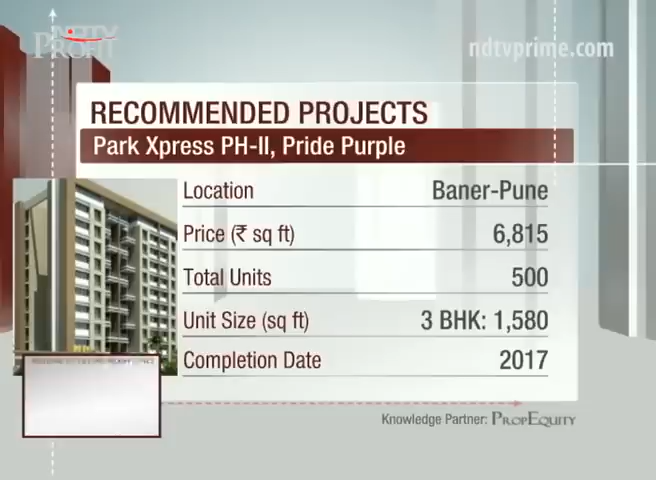 NDTV
PROFIT
ndtvprime.com
RECOMMENDED PROJECTS
Park Xpress PH-II, Pride Purple
Location Baner-Pune
Price (₹ sq ft) 6,815
Total Units 500
Unit Size (sq ft) 3 BHK: 1,580
Completion Date 2017
Knowledge Partner: PROPEQUITY